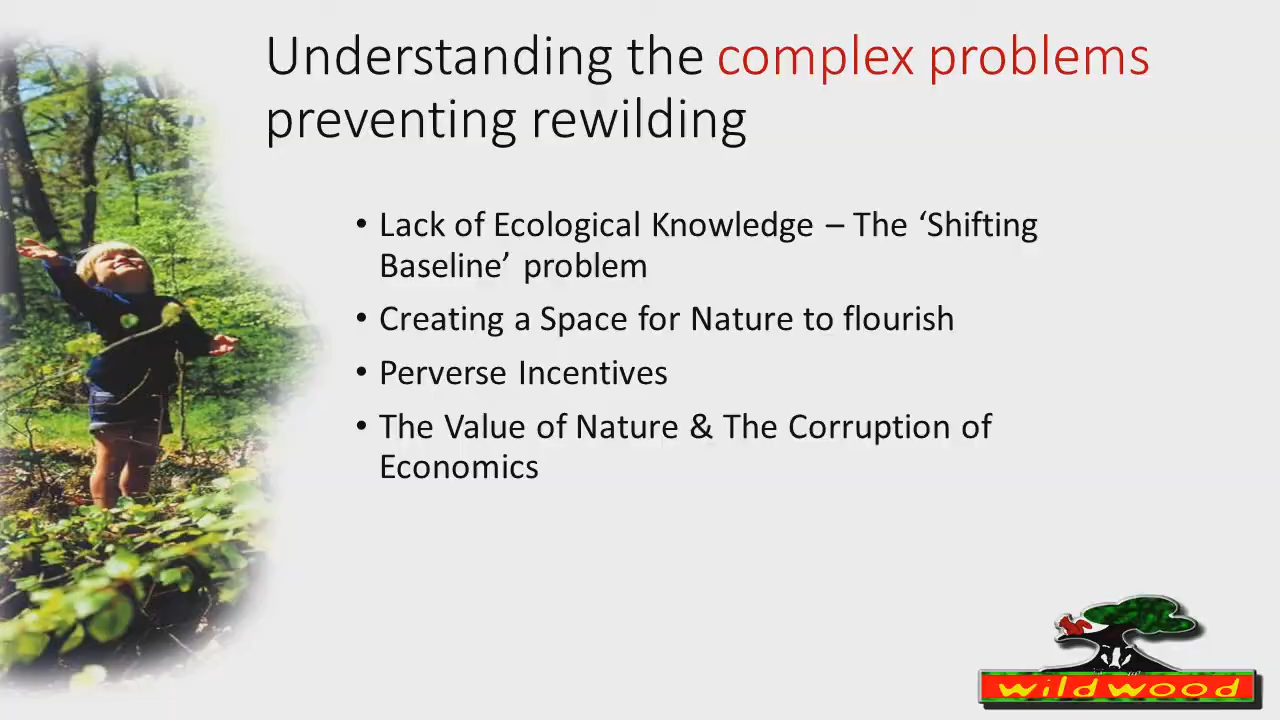 Understanding the complex problems
preventing rewilding
• Lack of Ecological Knowledge – The ‘Shifting
Baseline’ problem
• Creating a Space for Nature to flourish
• Perverse Incentives
• The Value of Nature & The Corruption of
Economics
wildwood